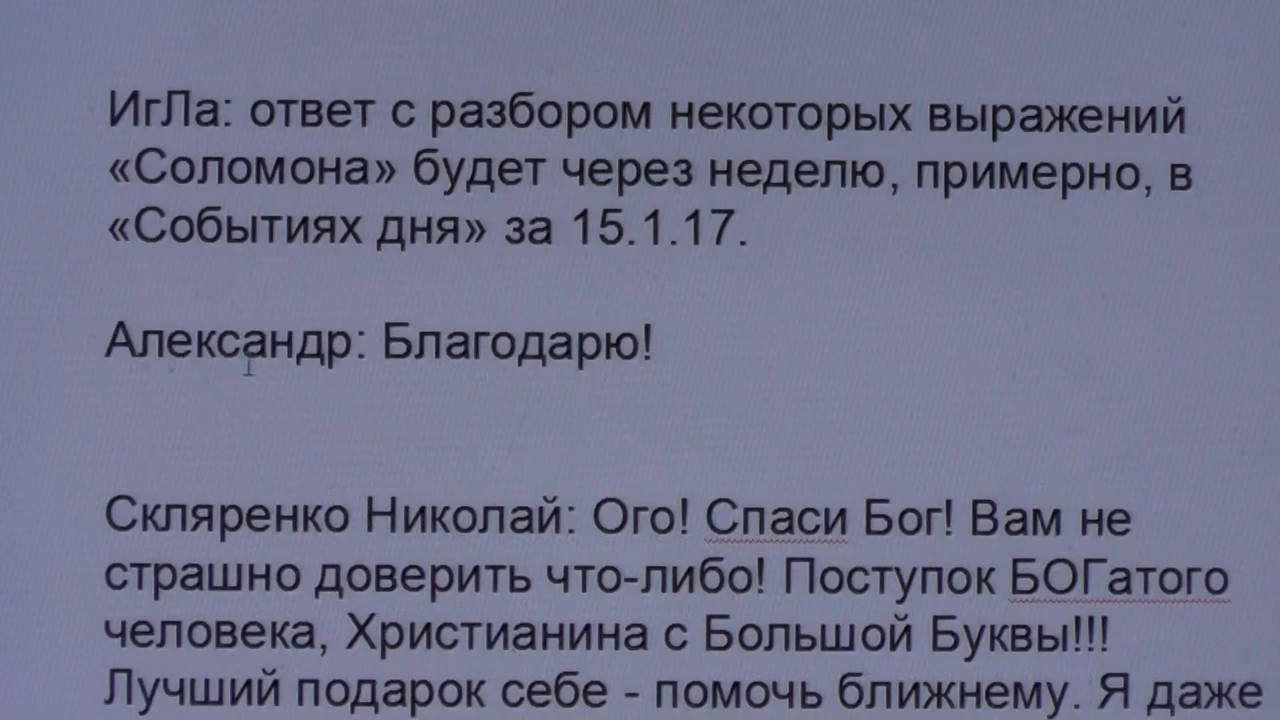 ИгЛа: ответ с разбором некоторых выражений
«Соломона» будет через неделю, примерно, в
«Событиях дня» за 15.1.17.
Александр: Благодарю!
Скляренко Николай: Ого! Спаси Бог! Вам не
страшно доверить что-либо! Поступок БОГатого
человека, Христианина с Большой Буквы!!!
Лучший подарок себе - помочь ближнему. Я даже